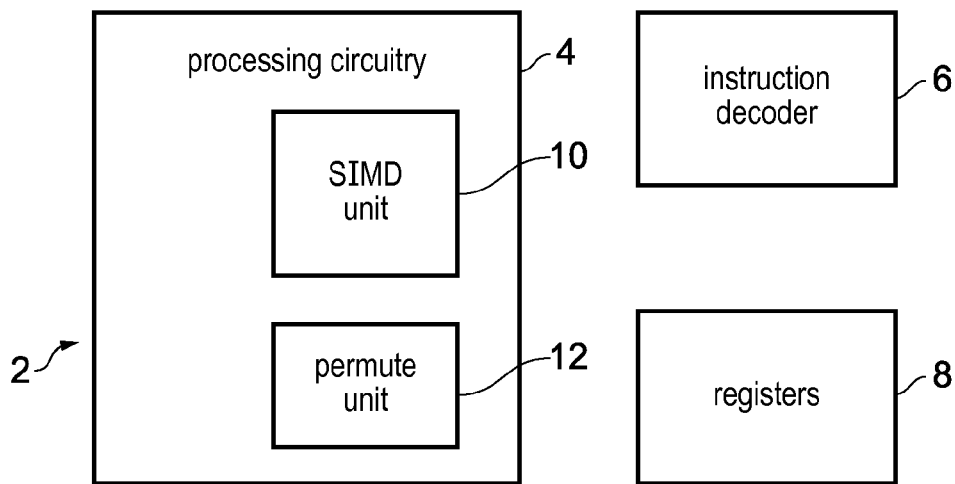 processing circuitry
4
SIMD
unit
10
permute
unit
12
2
instruction
decoder
6
registers
8